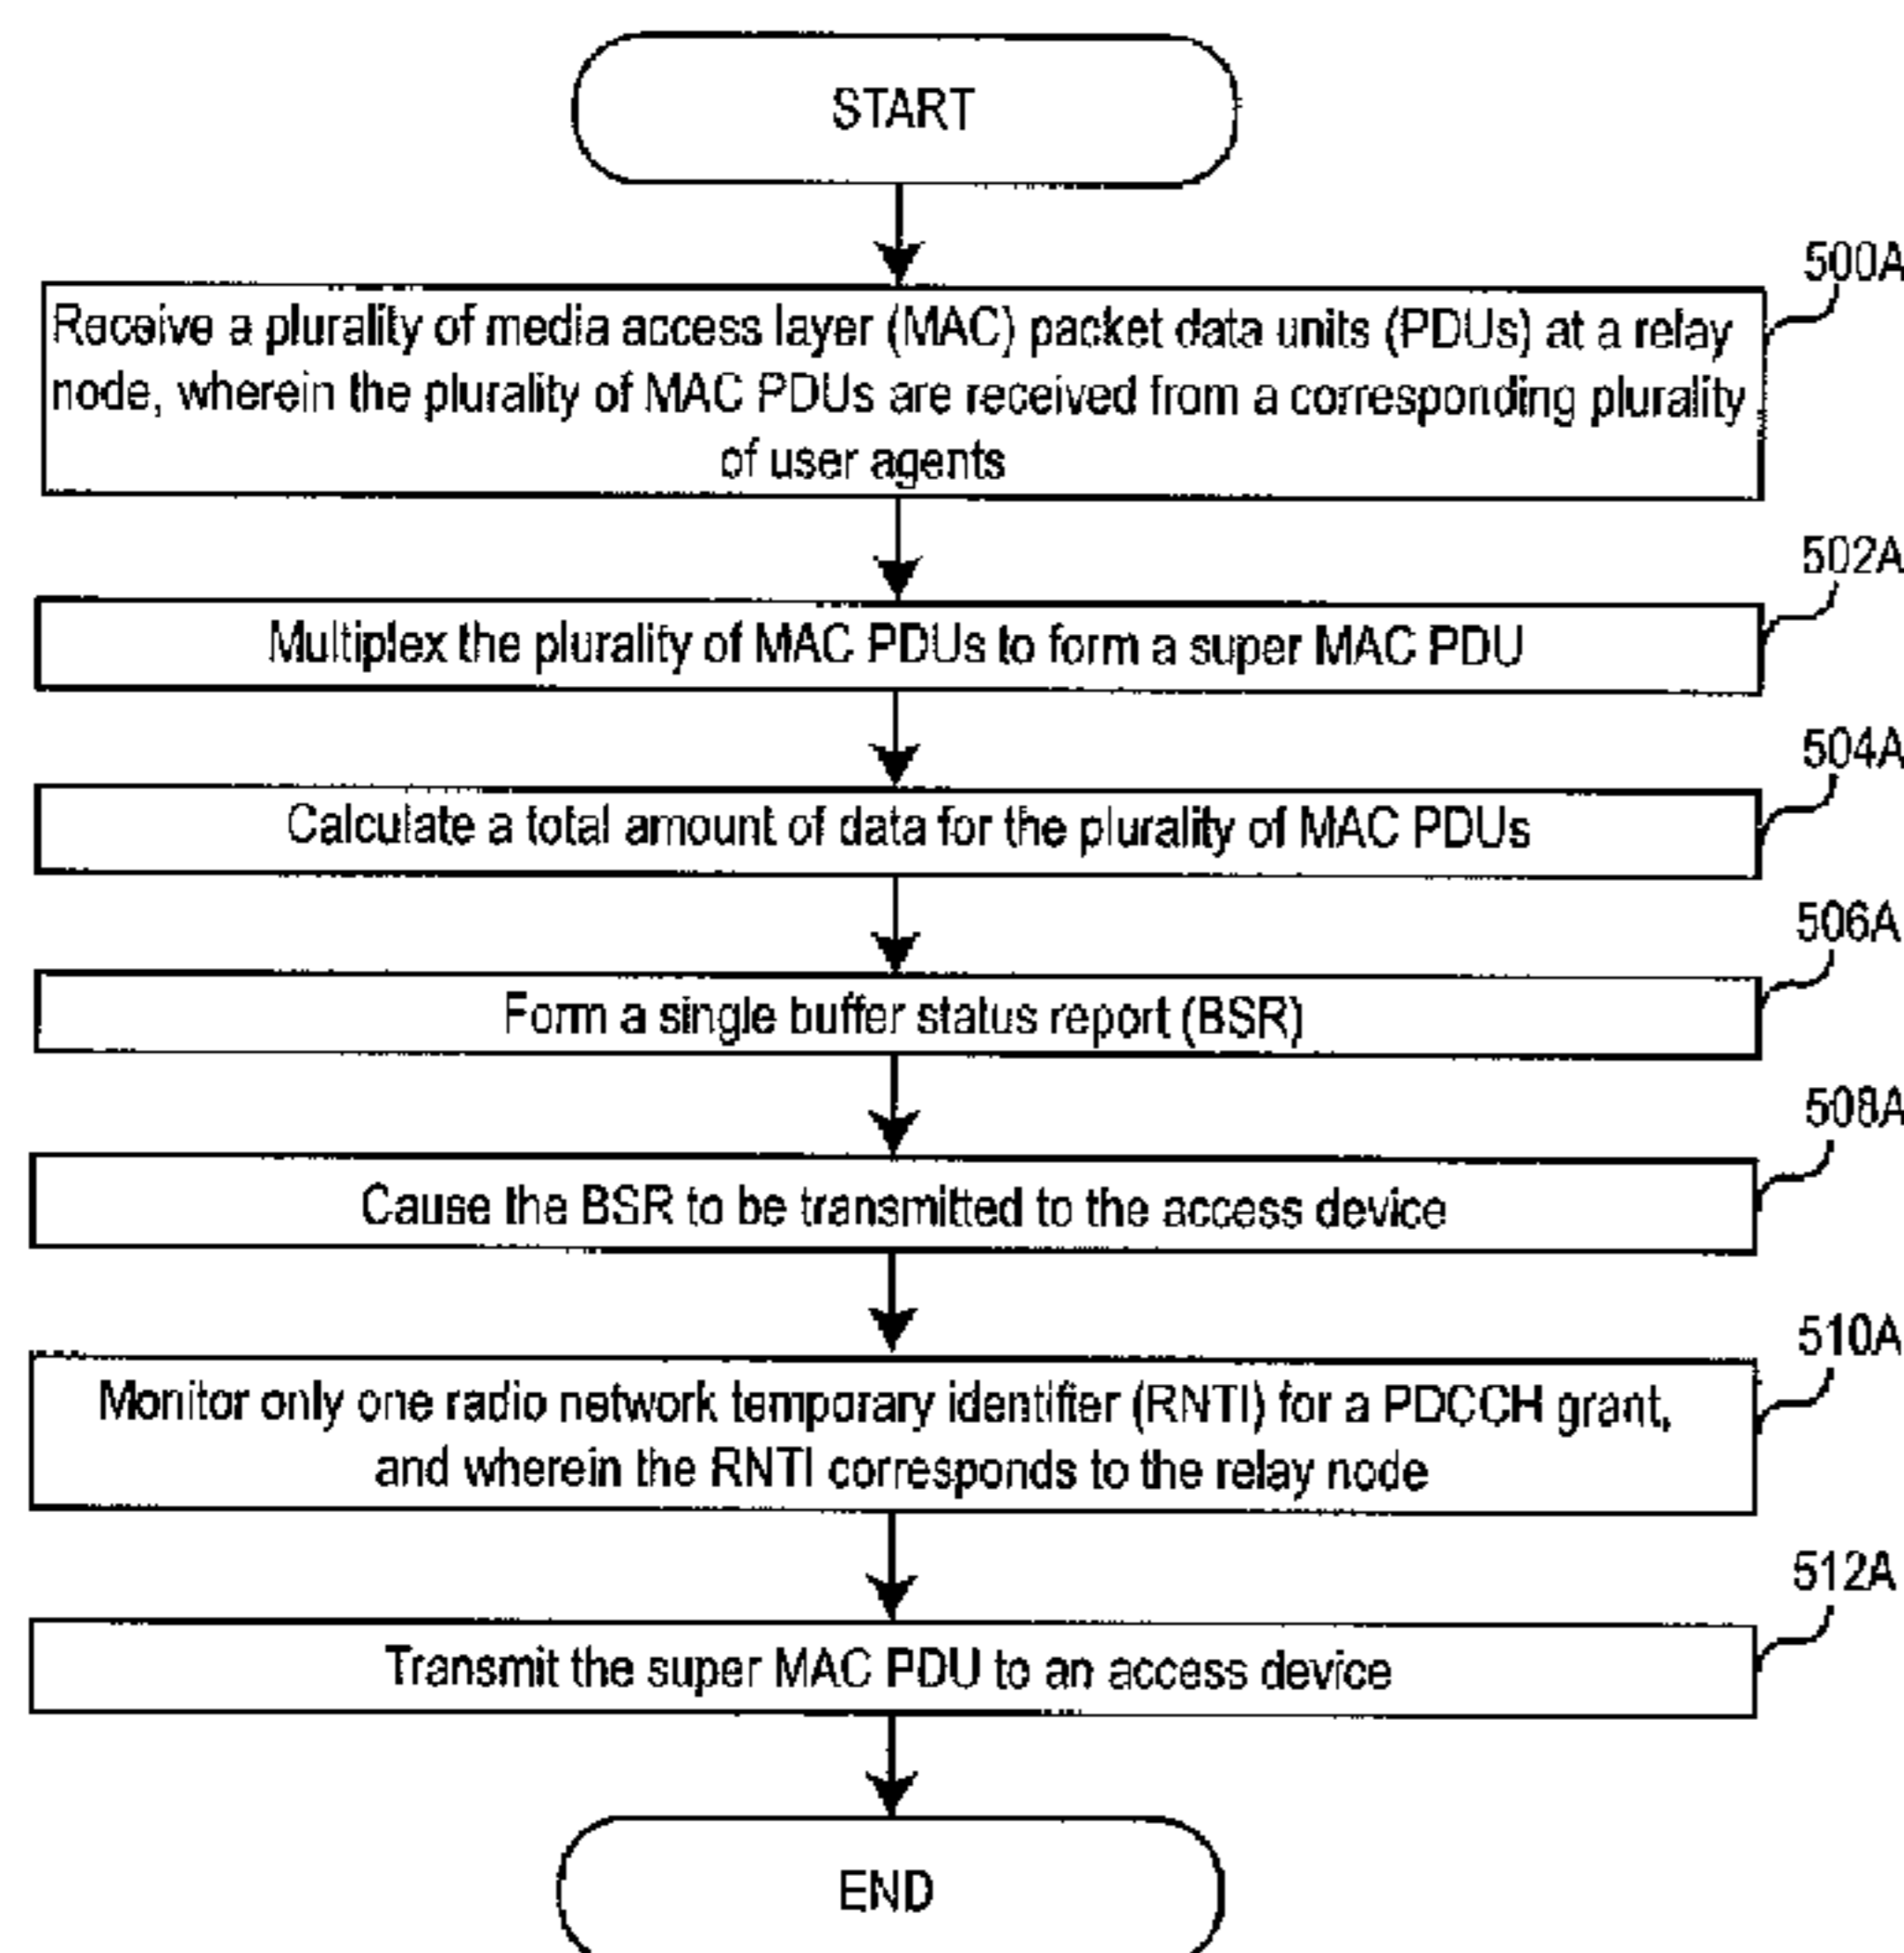 START
500A
Receive a plurality of media access layer (MAC) packet data units (PDUs) at a relay
node, wherein the plurality of MAC PDUs are received from a corresponding plurality
of user agents
502A
Multiplex the plurality of MAC PDUs to form a super MAC PDU
504A
Calculate a total amount of data for the plurality of MAC PDUs
506A
Form a single buffer status report (BSR)
508A
Cause the BSR to be transmitted to the access device
510A
Monitor only one radio network temporary identifier (RNTI) for a PDCCH grant,
and wherein the RNTI corresponds to the relay node
512A
Transmit the super MAC PDU to an access device
END